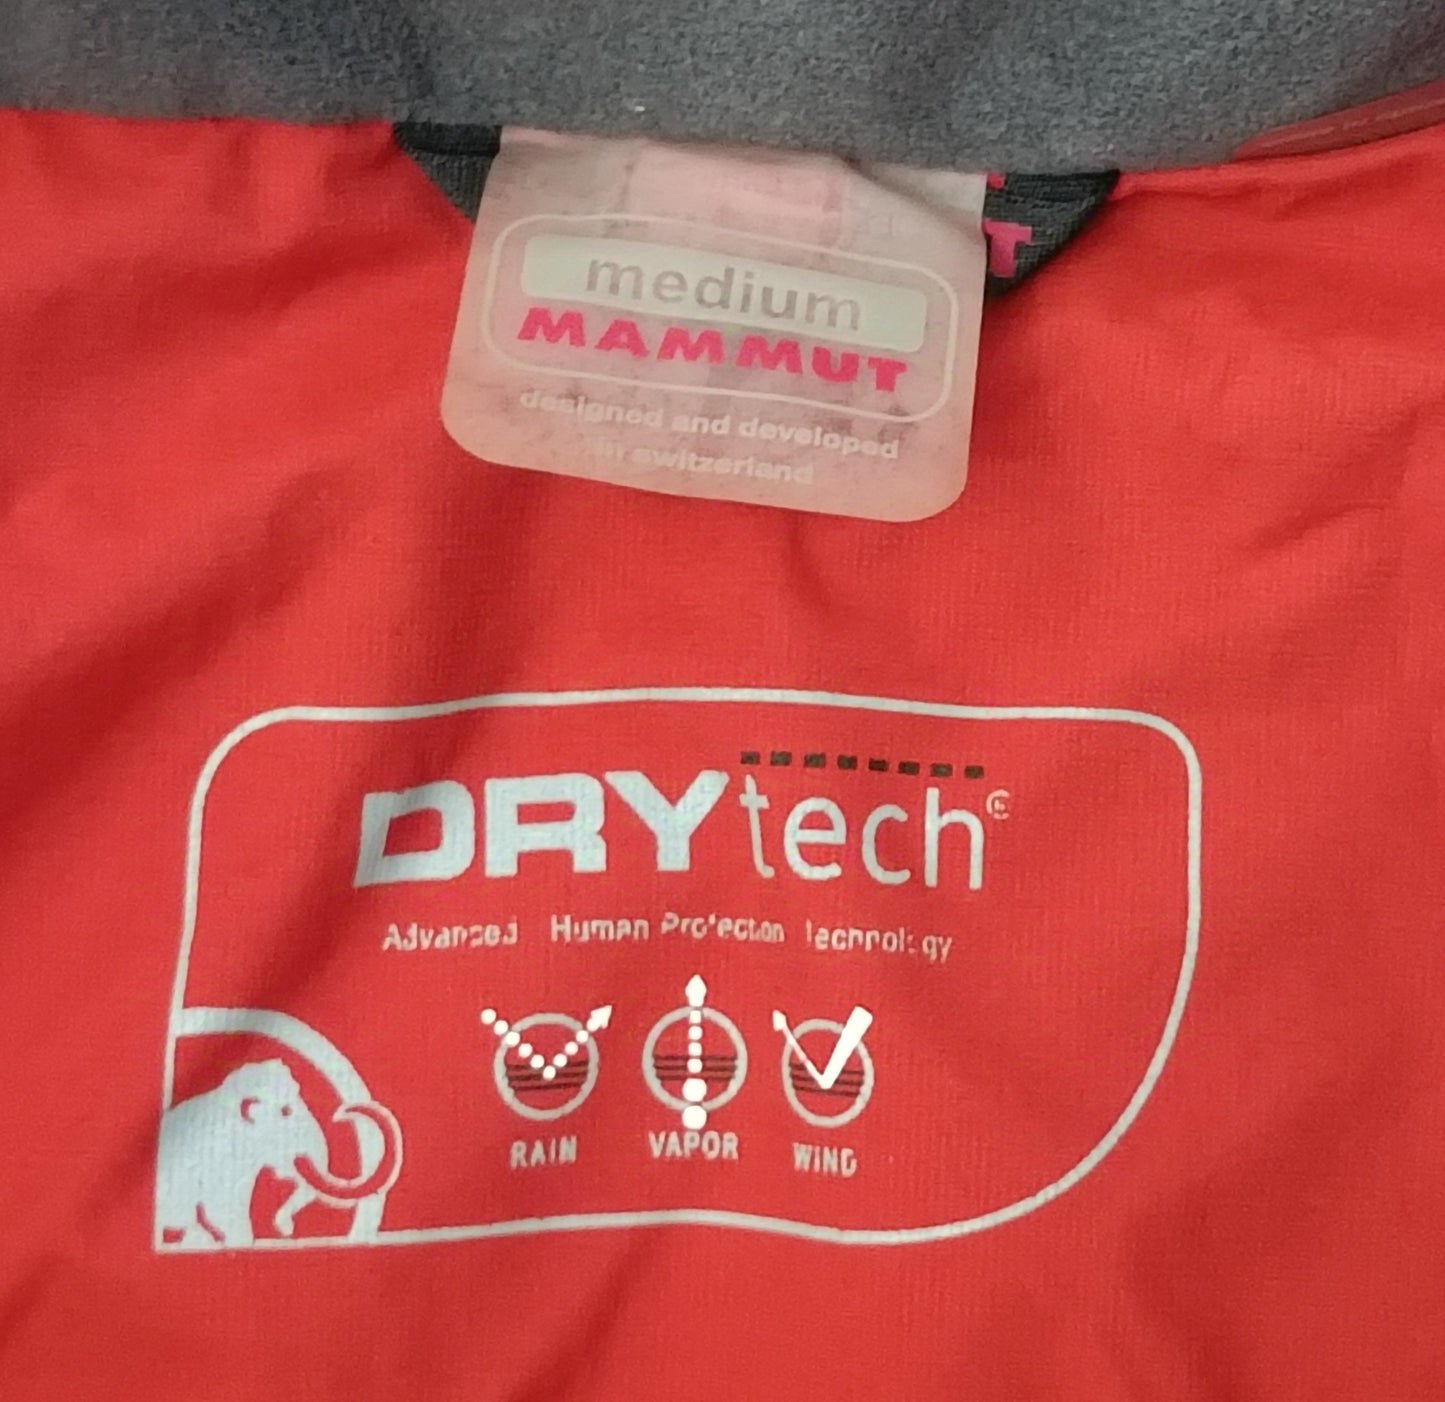 medium
MAMMUT
designed and developed
in switzerland
T
DRYtech®
Advanced Human Protection Technology
RAIN VAPOR WIND